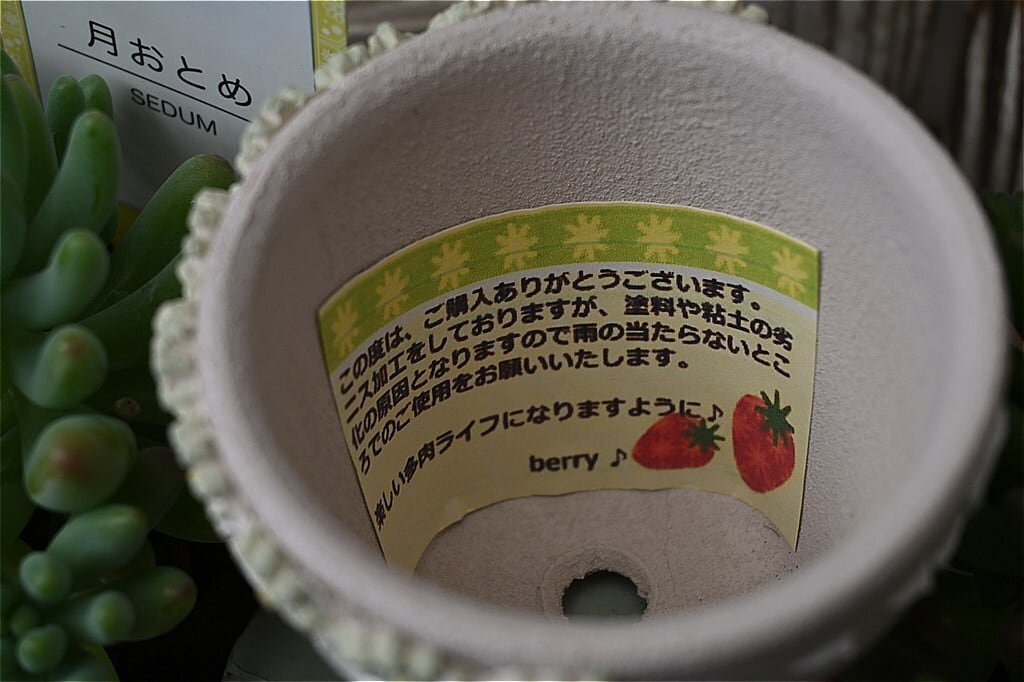 月おとめ
SEDUM
この度は、ご購入ありがとうございます。
ニス加工をしておりますが、塗料や粘土の劣
化の原因となりますので雨の当たらないとこ
ろでのご使用をお願いいたします。
楽しい多肉ライフになりますように♪
berry ♪